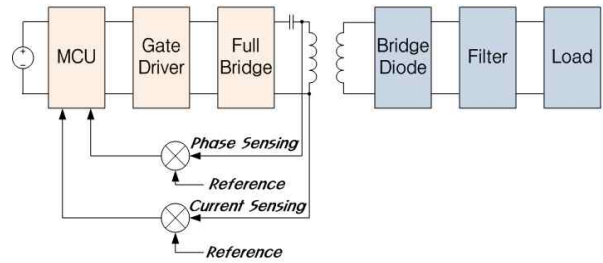 MCU
Gate
Driver
Full
Bridge
Bridge
Diode
Filter
Load
Phase Sensing
Reference
Current Sensing
Reference